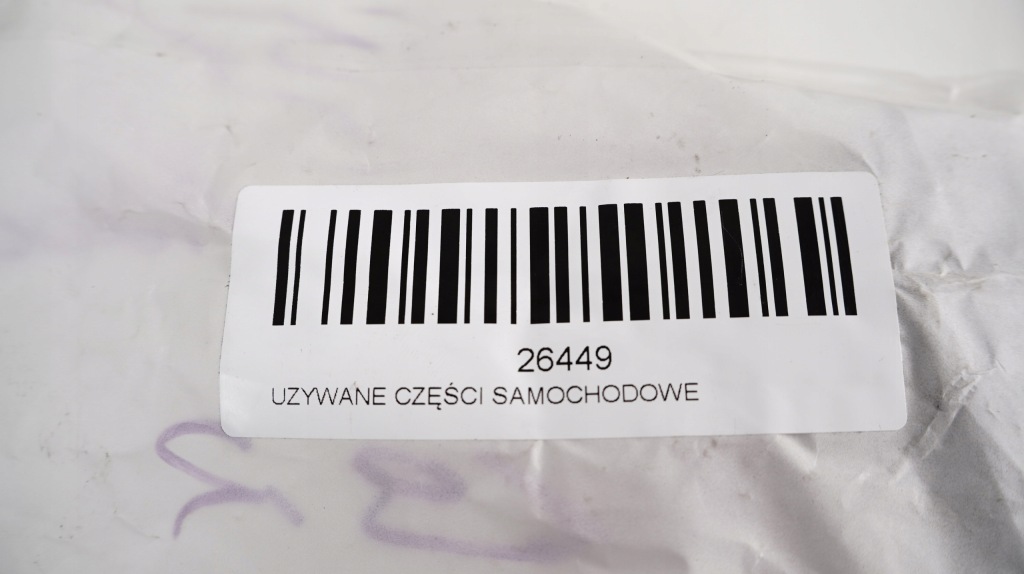 26449
UZYWANE CZĘŚCI SAMOCHODOWE